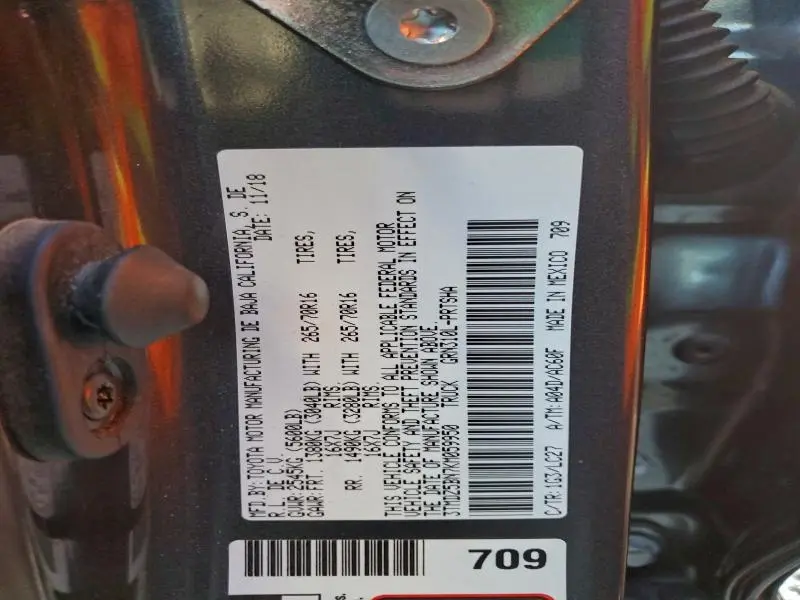 MFD.BY: TOYOTA MOTOR MANUFACTURING DE BAJA CALIFORNIA, S. DE
R.L. DE C.V. DATE: 11/18
GVWR: 2545KG (5600LB)
GAWR: FRT. 1380KG (3040LB) WITH 265/70R16 TIRES,
16X7J RIMS,
RR. 1490KG (3280LB) WITH 265/70R16 TIRES,
16X7J RIMS.
THIS VEHICLE CONFORMS TO ALL APPLICABLE FEDERAL MOTOR
VEHICLE SAFETY AND THEFT PREVENTION STANDARDS IN EFFECT ON
THE DATE OF MANUFACTURE SHOWN ABOVE.
TRUCK GRN310L-PRTSKA
C/TR:1G3/LC27 A/TM:A04D/AC60F MADE IN MEXICO 709
709